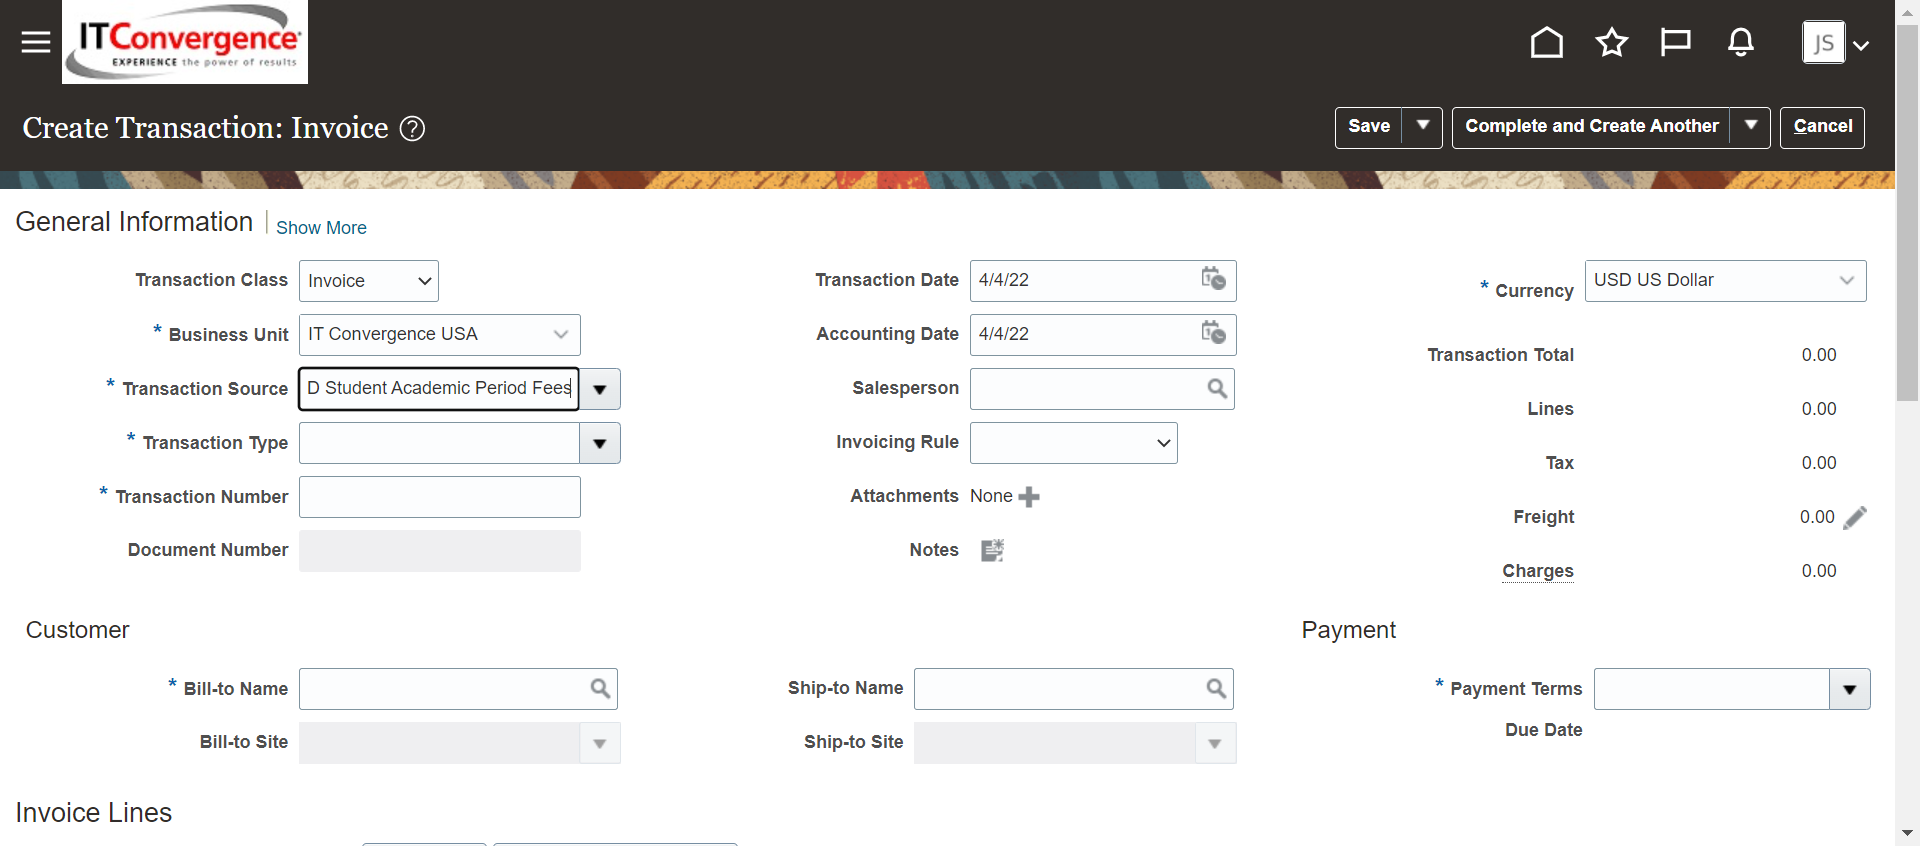 ITConvergence
EXPERIENCE the power of results
JS
Create Transaction: Invoice ?
Save
Complete and Create Another
Cancel
General Information
Show More
Transaction Class Invoice
* Business Unit IT Convergence USA
* Transaction Source D Student Academic Period Fees
* Transaction Type
* Transaction Number
Document Number
Transaction Date 4/4/22
Accounting Date 4/4/22
Salesperson
Invoicing Rule
Attachments None
Notes
* Currency USD US Dollar
Transaction Total 0.00
Lines 0.00
Tax 0.00
Freight 0.00
Charges 0.00
Customer
* Bill-to Name
Bill-to Site
Ship-to Name
Ship-to Site
Payment
* Payment Terms
Due Date
Invoice Lines